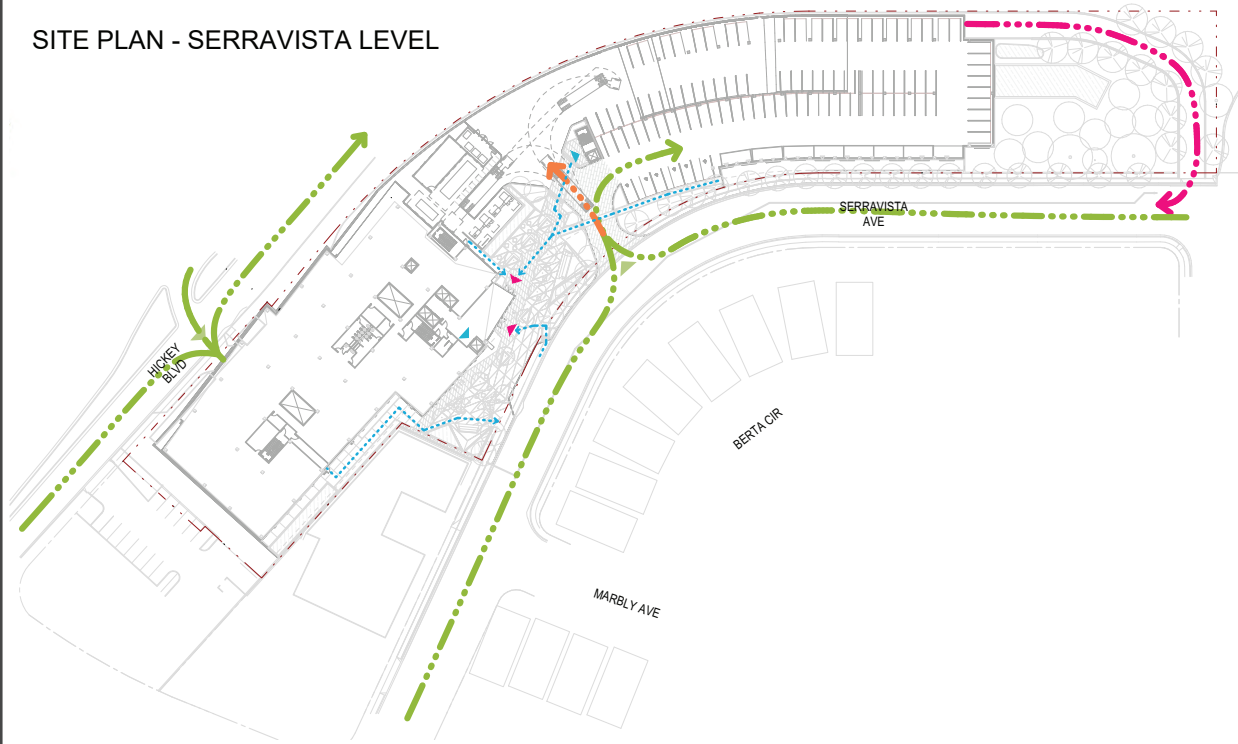 SITE PLAN - SERRAVISTA LEVEL
SERRAVISTA
AVE
HICKEY
BLVD
BERTA CIR
MARBLY AVE